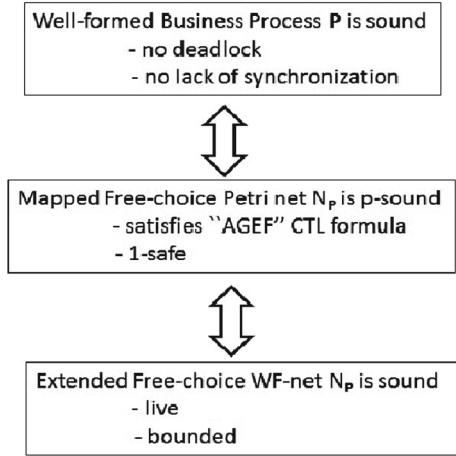 Well-formed Business Process P is sound
- no deadlock
- no lack of synchronization
Mapped Free-choice Petri net Nₚ is p-sound
- satisfies ``AGEF" CTL formula
- 1-safe
Extended Free-choice WF-net Nₚ is sound
- live
- bounded